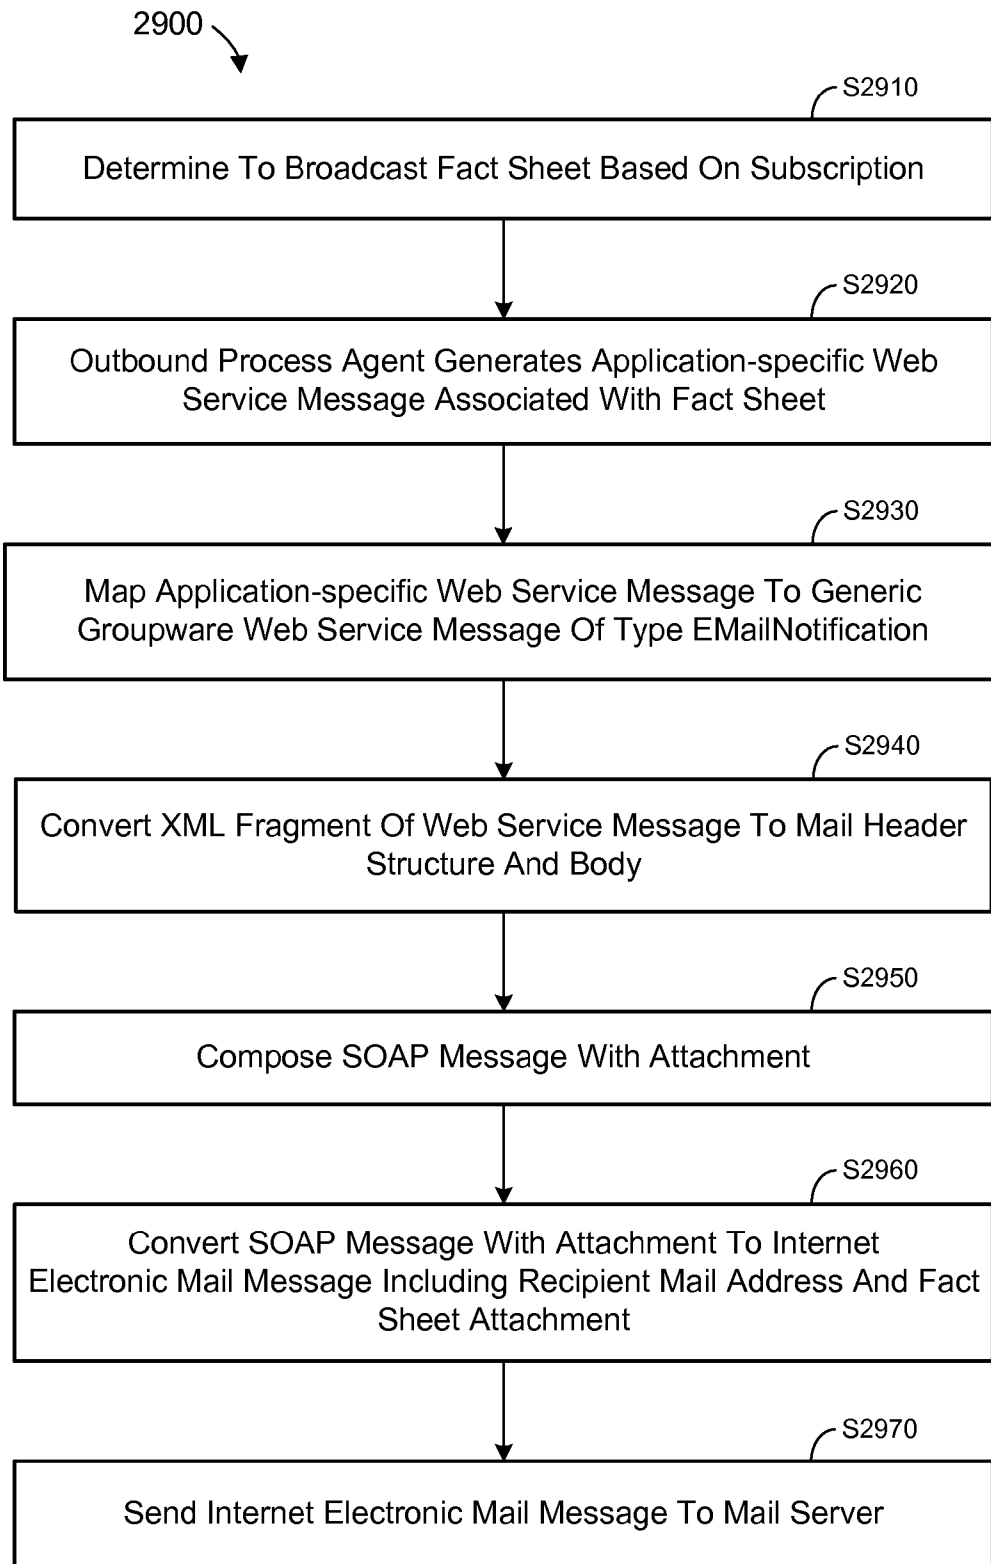 2900
S2910
Determine To Broadcast Fact Sheet Based On Subscription
S2920
Outbound Process Agent Generates Application-specific Web
Service Message Associated With Fact Sheet
S2930
Map Application-specific Web Service Message To Generic
Groupware Web Service Message Of Type EMailNotification
S2940
Convert XML Fragment Of Web Service Message To Mail Header
Structure And Body
S2950
Compose SOAP Message With Attachment
S2960
Convert SOAP Message With Attachment To Internet
Electronic Mail Message Including Recipient Mail Address And Fact
Sheet Attachment
S2970
Send Internet Electronic Mail Message To Mail Server